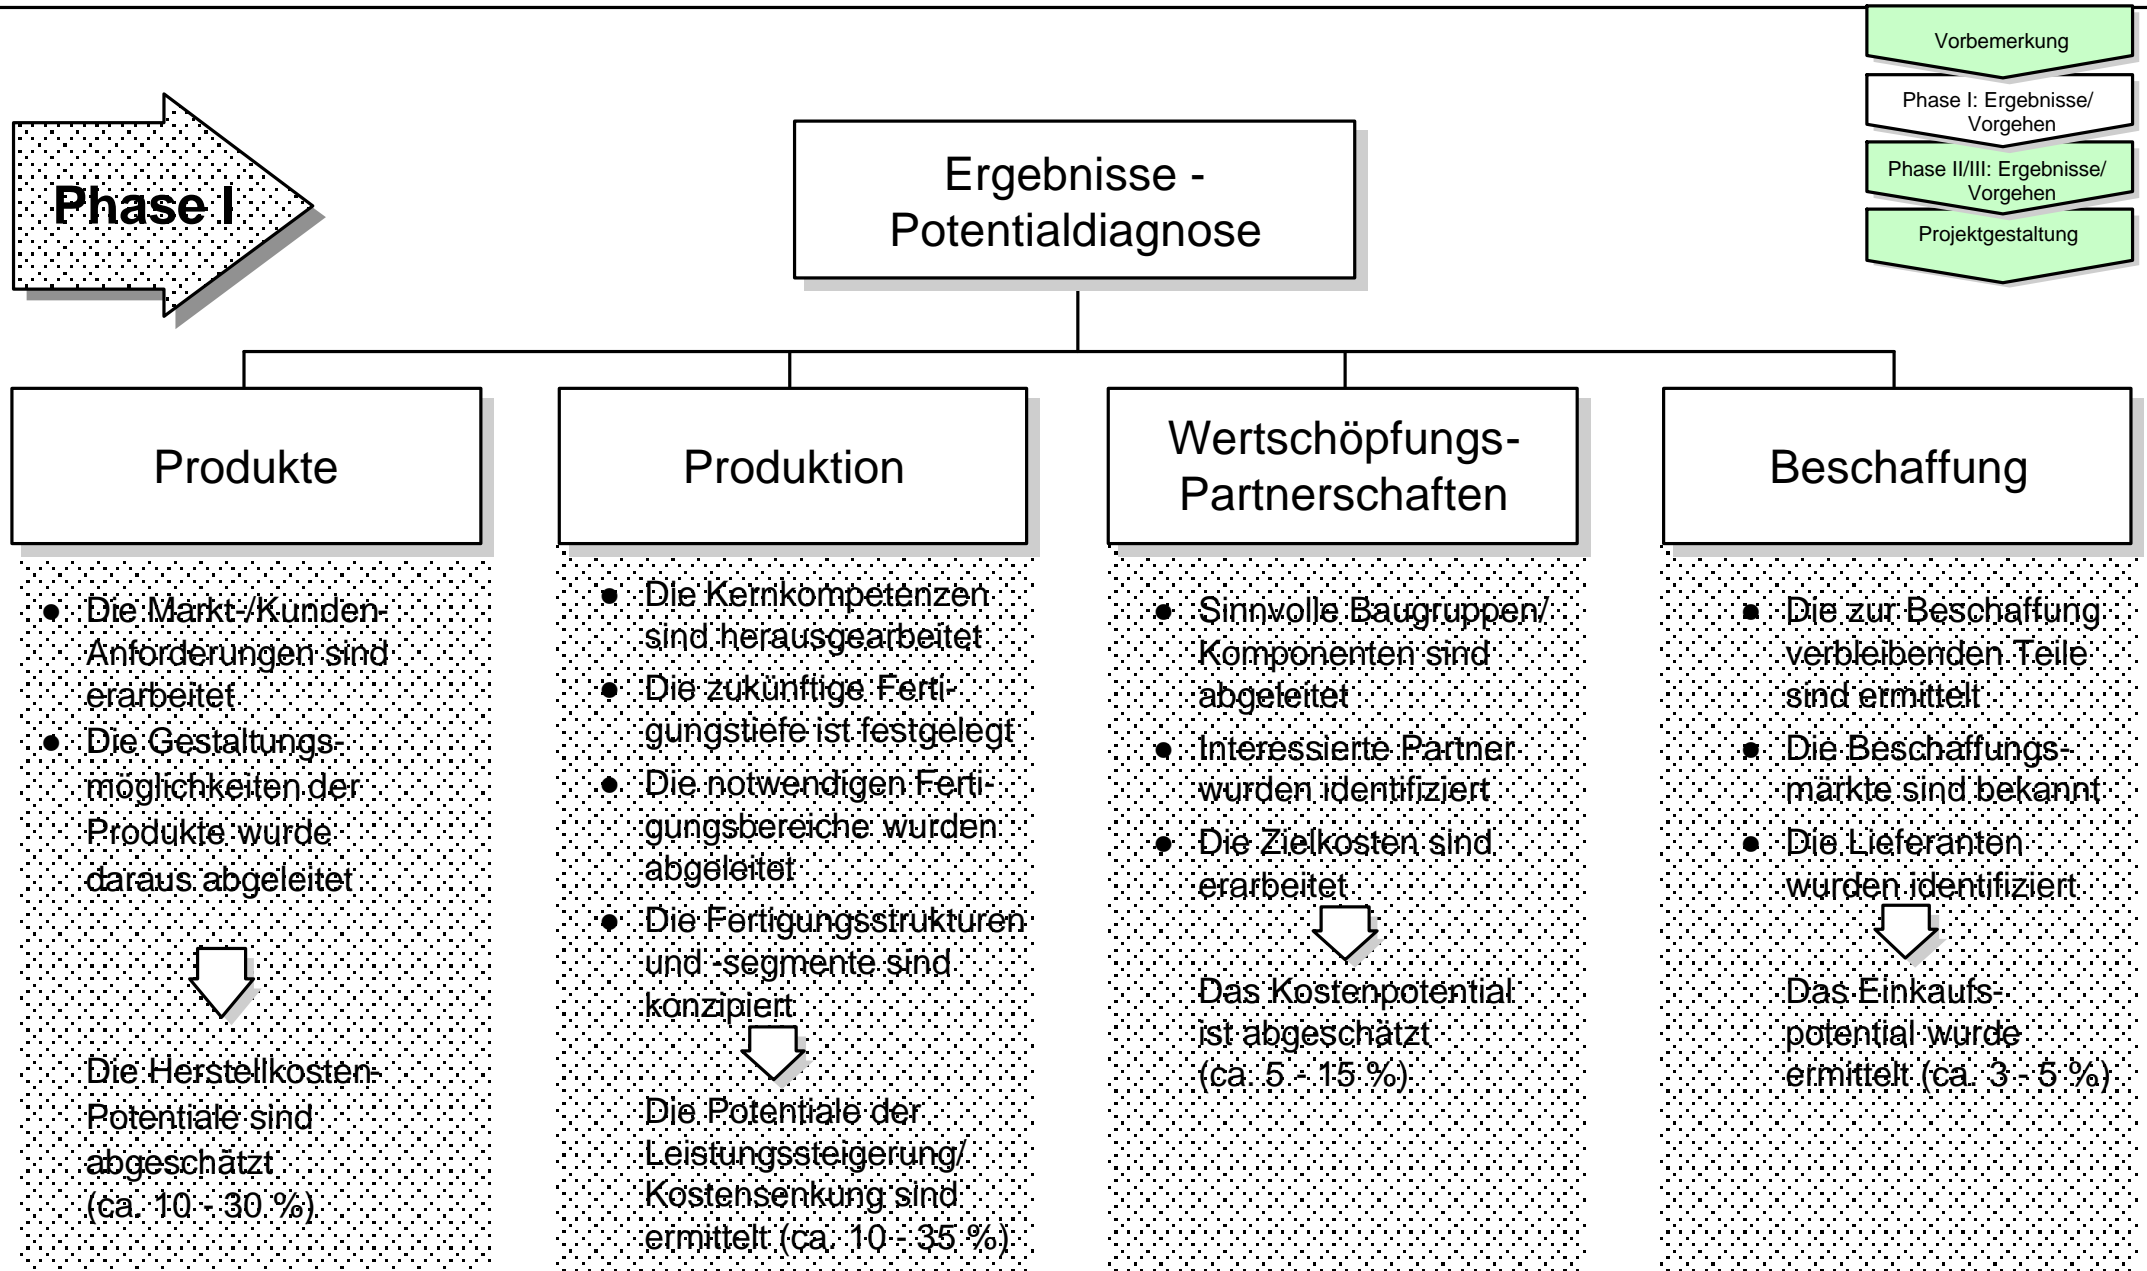 Vorbemerkung
Phase I: Ergebnisse/
Vorgehen
Phase II/III: Ergebnisse/
Vorgehen
Projektgestaltung
Phase I
Ergebnisse -
Potentialdiagnose
Produkte
● Die Markt-/Kunden-
Anforderungen sind
erarbeitet
● Die Gestaltungs-
möglichkeiten der
Produkte wurde
daraus abgeleitet
Die Herstellkosten-
Potentiale sind
abgeschätzt
(ca. 10 - 30 %)
Produktion
● Die Kernkompetenzen
sind herausgearbeitet
● Die zukünftige Ferti-
gungstiefe ist festgelegt
● Die notwendigen Ferti-
gungsbereiche wurden
abgeleitet
● Die Fertigungsstrukturen
und -segmente sind
konzipiert
Die Potentiale der
Leistungssteigerung/
Kostensenkung sind
ermittelt (ca. 10 - 35 %)
Wertschöpfungs-
Partnerschaften
● Sinnvolle Baugruppen/
Komponenten sind
abgeleitet
● Interessierte Partner
wurden identifiziert
● Die Zielkosten sind
erarbeitet
Das Kostenpotential
ist abgeschätzt
(ca. 5 - 15 %)
Beschaffung
● Die zur Beschaffung
verbleibenden Teile
sind ermittelt
● Die Beschaffungs-
märkte sind bekannt
● Die Lieferanten
wurden identifiziert
Das Einkaufs-
potential wurde
ermittelt (ca. 3 - 5 %)